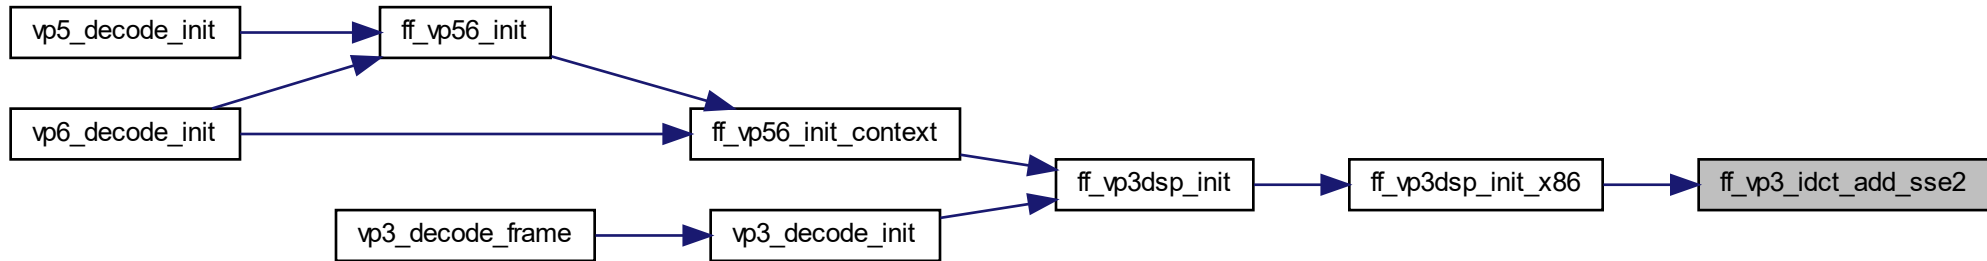 vp5_decode_init
ff_vp56_init
vp6_decode_init
ff_vp56_init_context
ff_vp3dsp_init
ff_vp3dsp_init_x86
ff_vp3_idct_add_sse2
vp3_decode_frame
vp3_decode_init